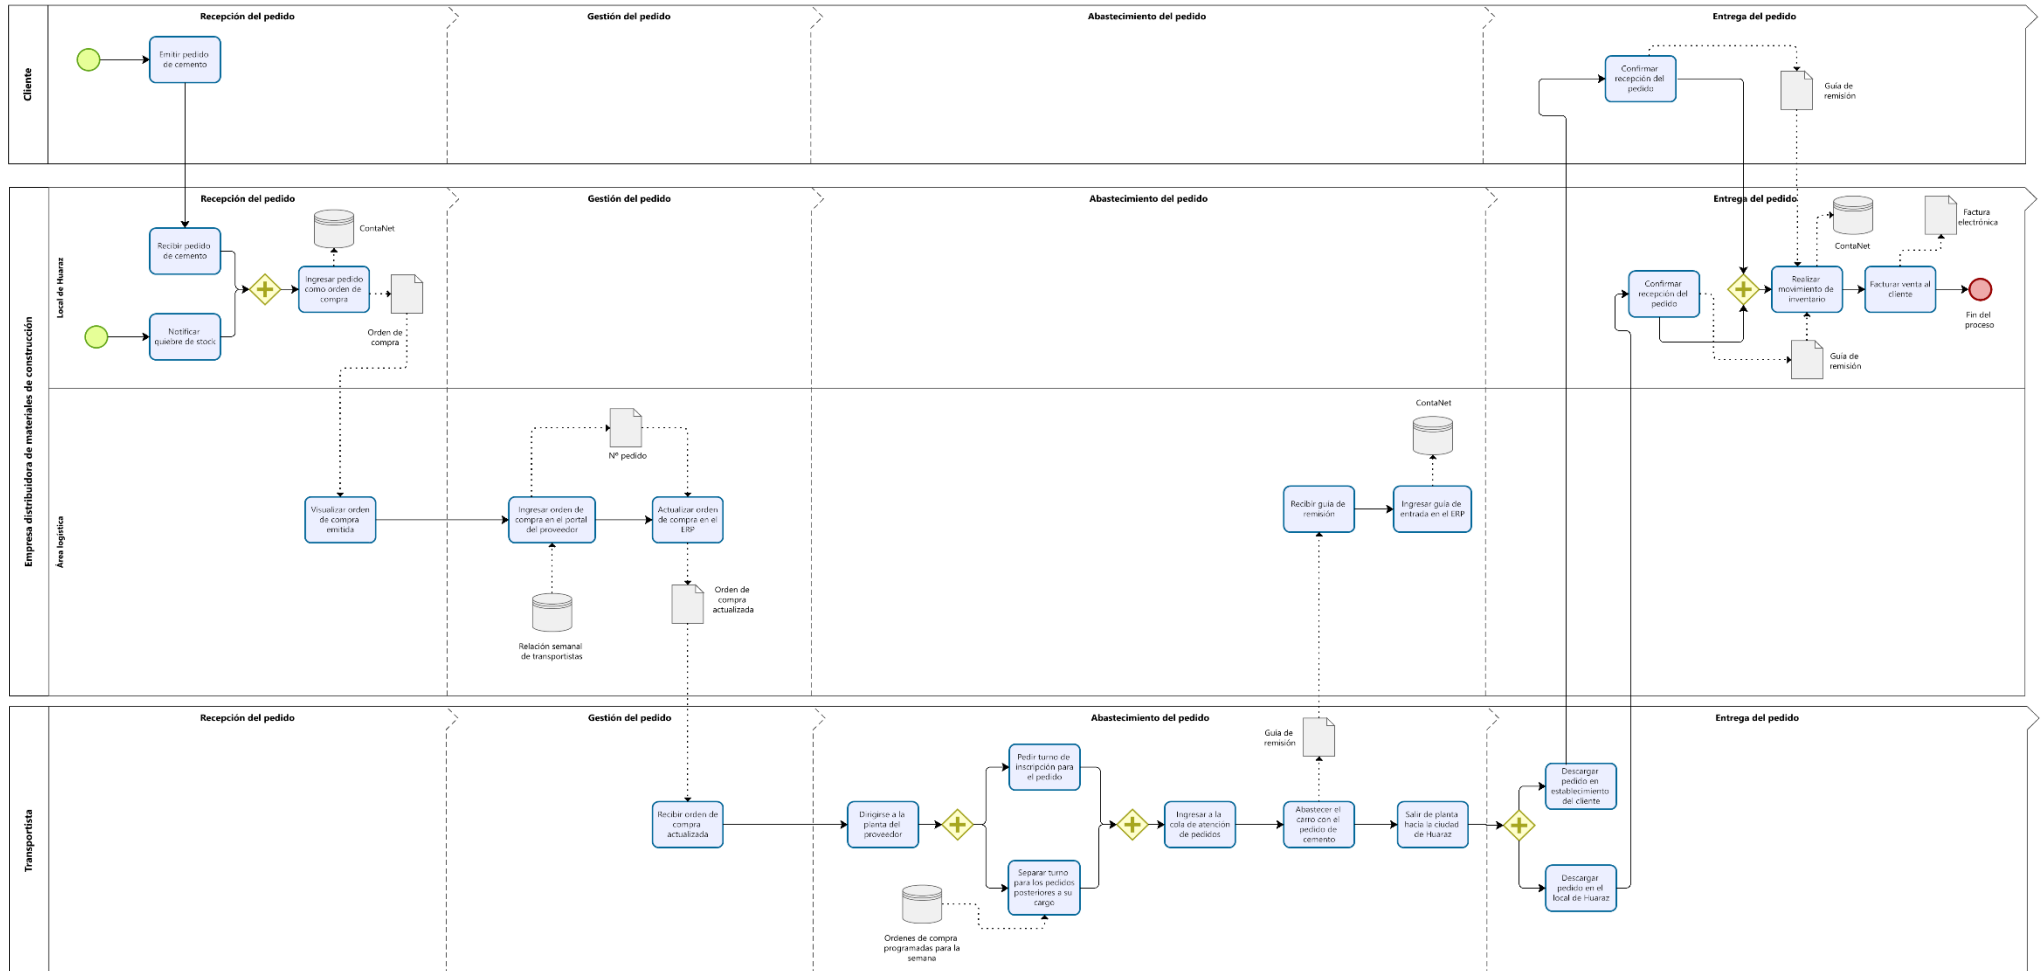 Recepción del pedido
Gestión del pedido
Abastecimiento del pedido
Entrega del pedido
Cliente
Emitir pedido
de cemento
Confirmar
recepción del
pedido
Guía de
remisión
Recepción del pedido
Gestión del pedido
Abastecimiento del pedido
Entrega del pedido
Empresa distribuidora de materiales de construcción
Local de Huaraz
Recibir pedido
de cemento
Notificar
quiebre de stock
Ingresar pedido
como orden de
compra
ContaNet
Orden de
compra
Confirmar
recepción del
pedido
Guía de
remisión
Realizar
movimiento de
inventario
ContaNet
Facturar venta al
cliente
Factura
electrónica
Fin del
proceso
Área logística
Visualizar orden
de compra
emitida
Ingresar orden de
compra en el portal
del proveedor
Nº pedido
Actualizar orden
de compra en el
ERP
Relación semanal
de transportistas
Orden de
compra
actualizada
Recibir guía de
remisión
Ingresar guía de
entrada en el ERP
ContaNet
Recepción del pedido
Gestión del pedido
Abastecimiento del pedido
Entrega del pedido
Transportista
Recibir orden de
compra
actualizada
Dirigirse a la
planta del
proveedor
Pedir turno de
inscripción para
el pedido
Separar turno
para los pedidos
posteriores a su
cargo
Ordenes de compra
programadas para la
semana
Ingresar a la
cola de atención
de pedidos
Guía de
remisión
Abastecer el
carro con el
pedido de
cemento
Salir de planta
hacia la ciudad
de Huaraz
Descargar
pedido en
establecimiento
del cliente
Descargar
pedido en el
local de Huaraz